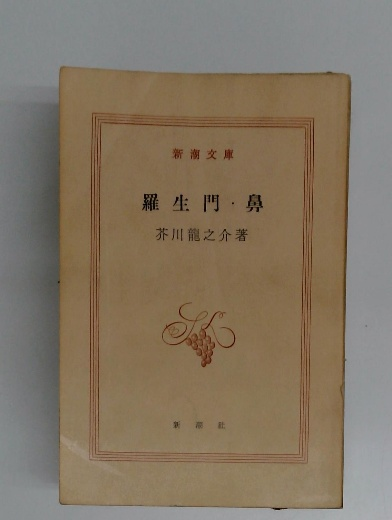 新潮文庫
羅生門・鼻
芥川龍之介著
新潮社